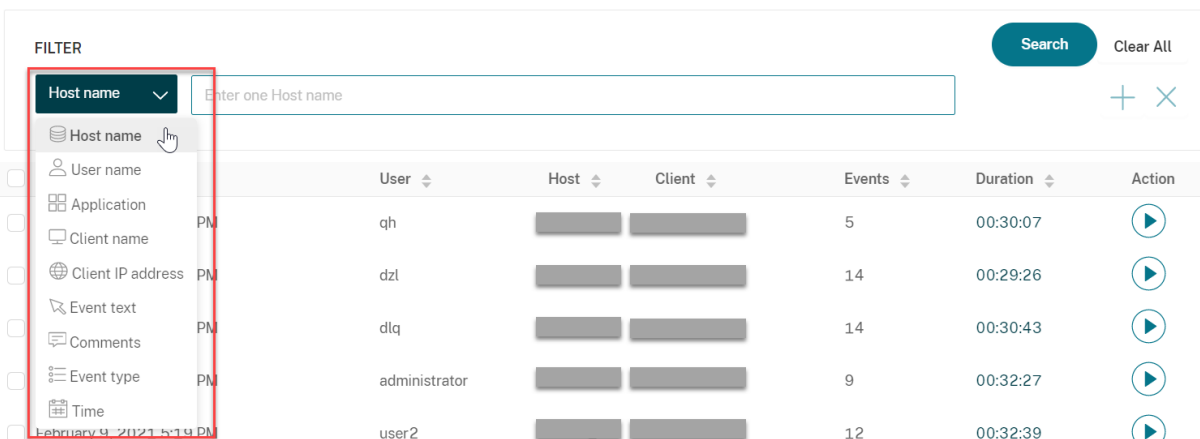 FILTER
Search
Clear All
Host name
Enter one Host name
Host name
User name
Application
Client name
Client IP address
Event text
Comments
Event type
Time
User Host Client Events Duration Action
PM qh 5 00:30:07
PM dzl 14 00:29:26
PM dlq 14 00:30:43
PM administrator 9 00:32:27
February 9, 2021 5:19 PM user2 12 00:32:39